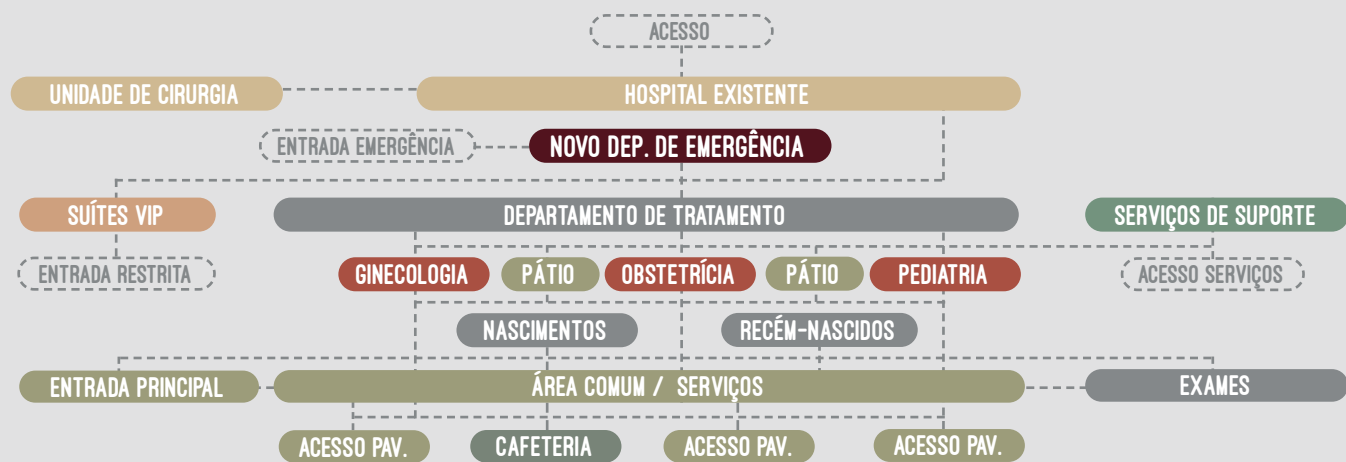 ACESSO
UNIDADE DE CIRURGIA
HOSPITAL EXISTENTE
ENTRADA EMERGÊNCIA
NOVO DEP. DE EMERGÊNCIA
SUÍTES VIP
DEPARTAMENTO DE TRATAMENTO
SERVIÇOS DE SUPORTE
ENTRADA RESTRITA
GINECOLOGIA
PÁTIO
OBSTETRÍCIA
PÁTIO
PEDIATRIA
ACESSO SERVIÇOS
NASCIMENTOS
RECÉM-NASCIDOS
ENTRADA PRINCIPAL
ÁREA COMUM / SERVIÇOS
EXAMES
ACESSO PAV.
CAFETERIA
ACESSO PAV.
ACESSO PAV.